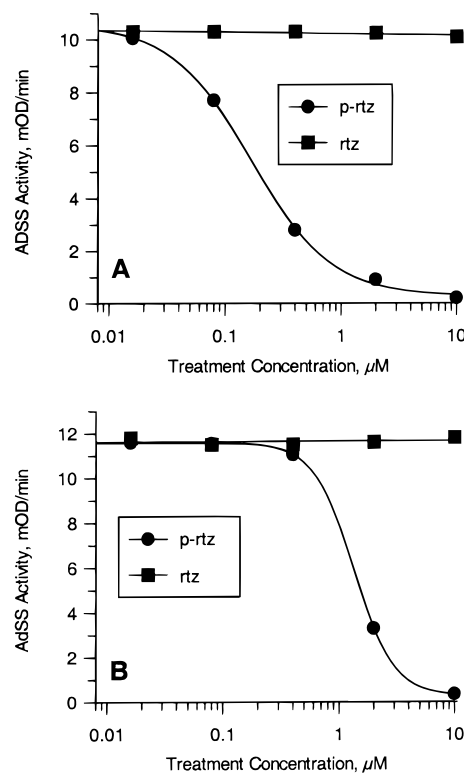 ADSS Activity, mOD/min
10
8
6
4
2
0
p-rtz
rtz
A
0.01 0.1 1 10
Treatment Concentration, µM
AdSS Activity, mOD/min
12
10
8
6
4
2
0
p-rtz
rtz
B
0.01 0.1 1 10
Treatment Concentration, µM